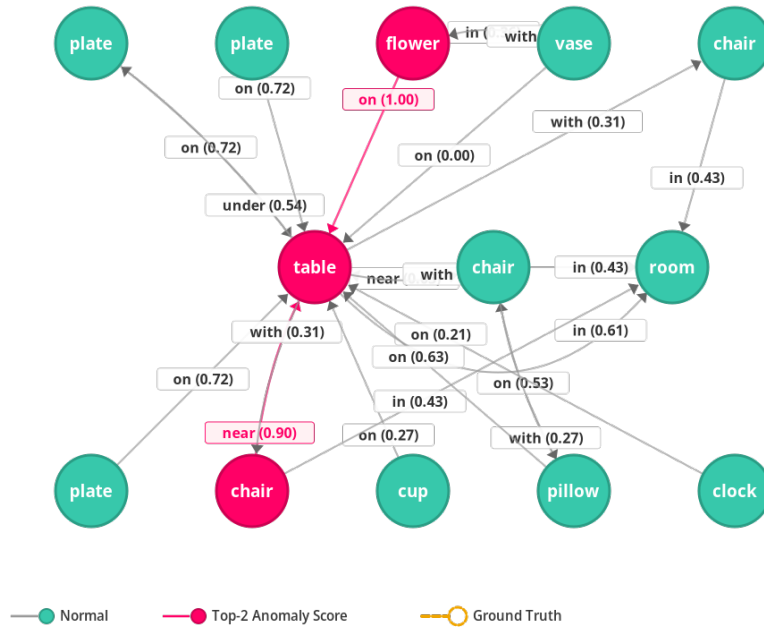 plate
plate
flower
vase
chair
in
with
on (0.72)
on (1.00)
with (0.31)
on (0.72)
on (0.00)
in (0.43)
under (0.54)
table
chair
room
with
near
in (0.43)
with (0.31)
on (0.21)
in (0.61)
on (0.63)
on (0.72)
on (0.53)
in (0.43)
near (0.90)
on (0.27)
with (0.27)
plate
chair
cup
pillow
clock
Normal
Top-2 Anomaly Score
Ground Truth